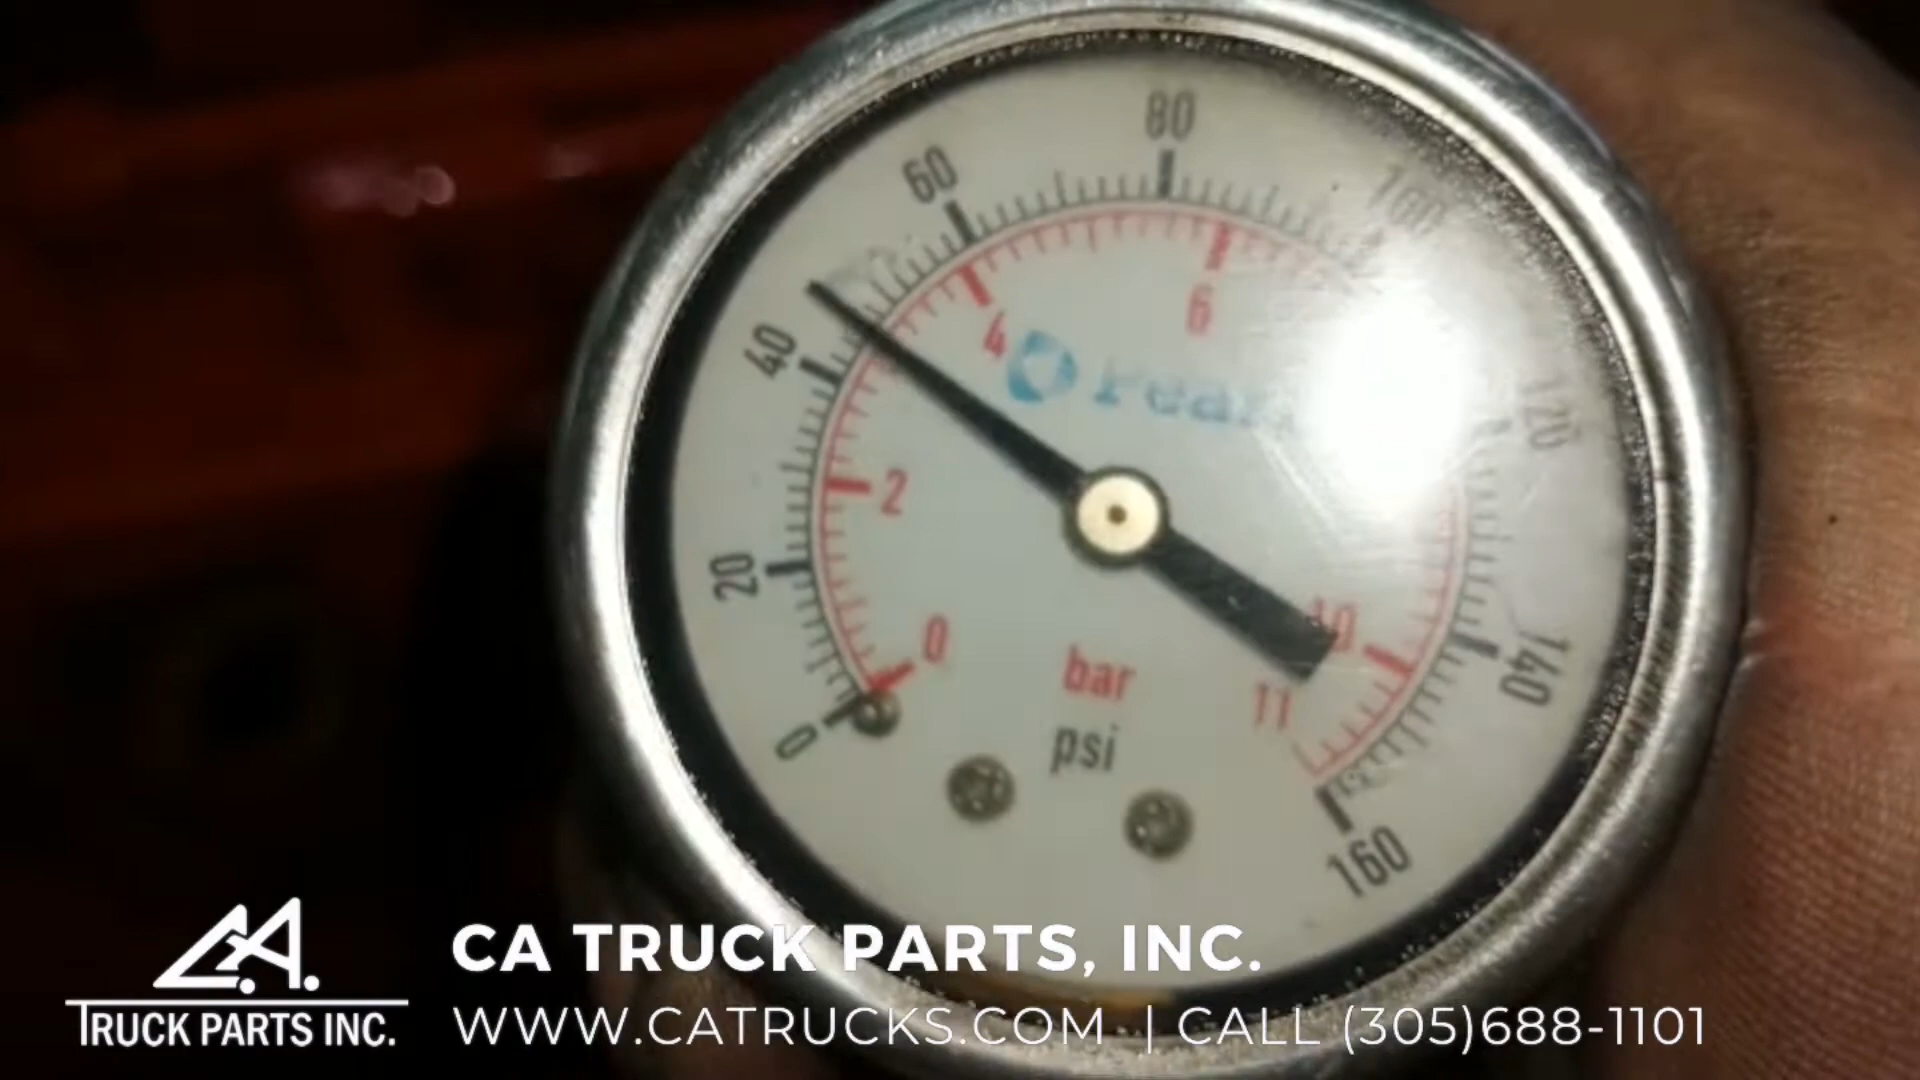 80
60
100
40
6
4
120
2
20
0
10
140
bar
11
psi
0
160
C.A.
TRUCK PARTS INC.
CA TRUCK PARTS, INC.
WWW.CATRUCKS.COM | CALL (305)688-1101